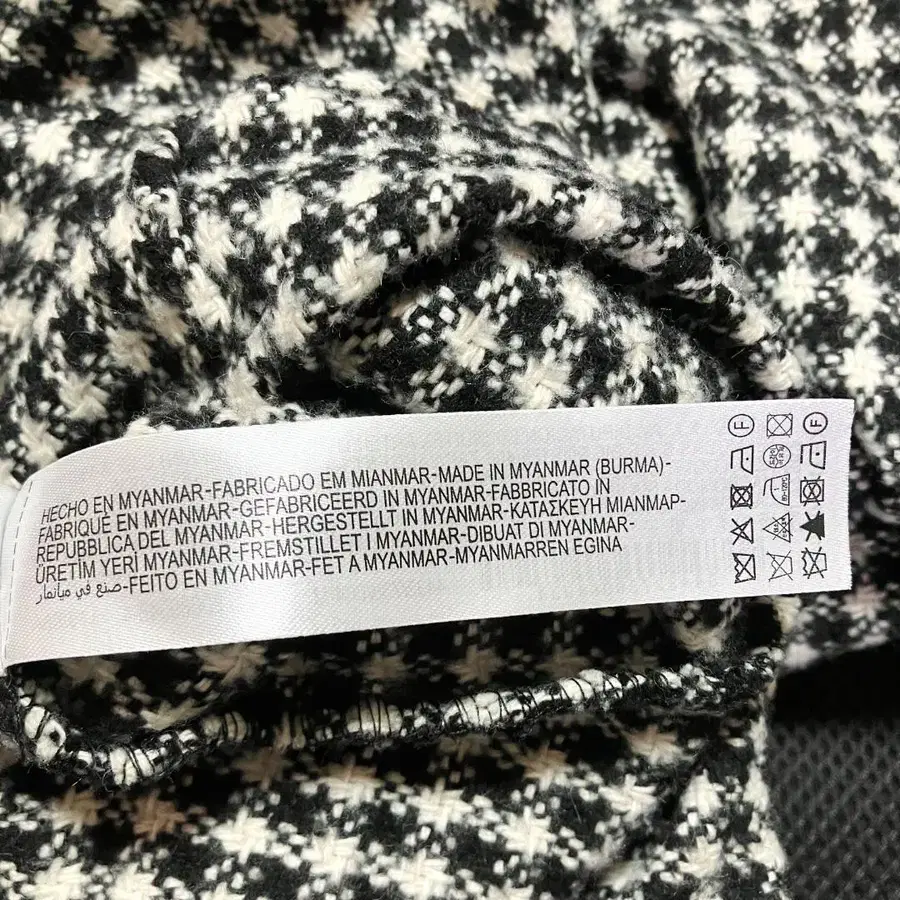 HECHO EN MYANMAR-FABRICADO EM MIANMAR-MADE IN MYANMAR (BURMA)-
FABRIQUÉ EN MYANMAR-GEFABRICEERD IN MYANMAR-FABBRICATO IN
REPUBBLICA DEL MYANMAR-HERGESTELLT IN MYANMAR-ΚΑΤΑΣΚΕΥΗ ΜΙΑΝΜΑΡ-
ÜRETİM YERİ MYANMAR-FREMSTILLET I MYANMAR-DIBUAT DI MYANMAR-
صنع في ميانمار-FEITO EN MYANMAR-FET A MYANMAR-MYANMARREN EGINA
F
F